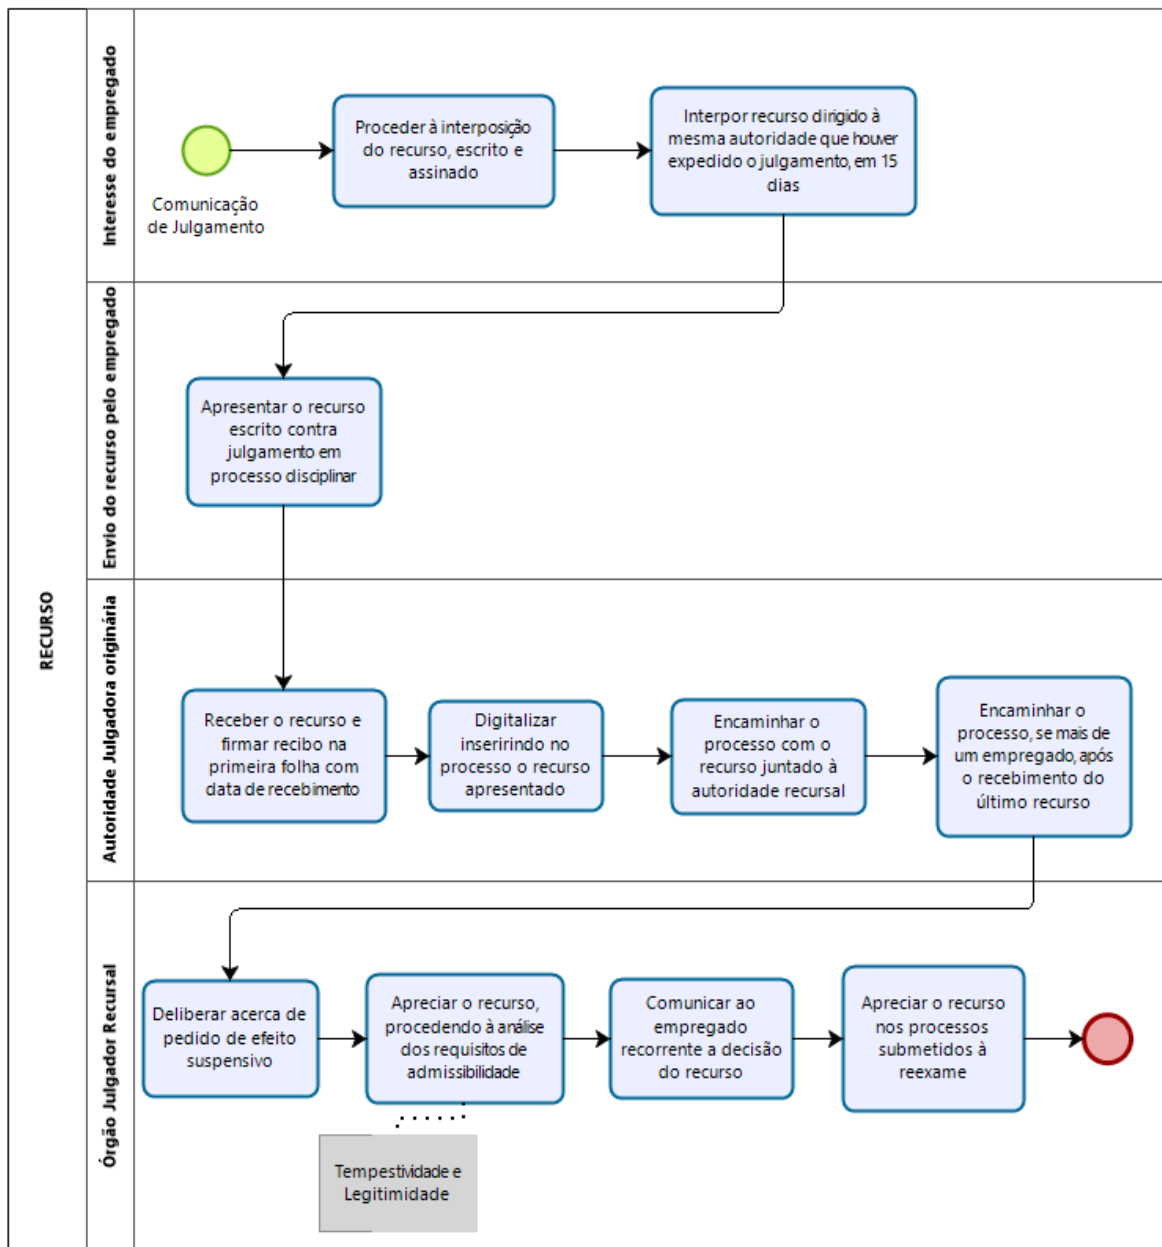 RECURSO
Interesse do empregado
Comunicação
de Julgamento
Proceder à interposição
do recurso, escrito e
assinado
Interpor recurso dirigido à
mesma autoridade que houver
expedido o julgamento, em 15
dias
Envio do recurso pelo empregado
Apresentar o recurso
escrito contra
julgamento em
processo disciplinar
Autoridade Julgadora originária
Receber o recurso e
firmar recibo na
primeira folha com
data de recebimento
Digitalizar
inseririndo no
processo o recurso
apresentado
Encaminhar o
processo com o
recurso juntado à
autoridade recursal
Encaminhar o
processo, se mais de
um empregado, após
o recebimento do
último recurso
Órgão Julgador Recursal
Deliberar acerca de
pedido de efeito
suspensivo
Apreciar o recurso,
procedendo à análise
dos requisitos de
admissibilidade
Comunicar ao
empregado
recorrente a decisão
do recurso
Apreciar o recurso
nos processos
submetidos à
reexame
Tempestividade e
Legitimidade